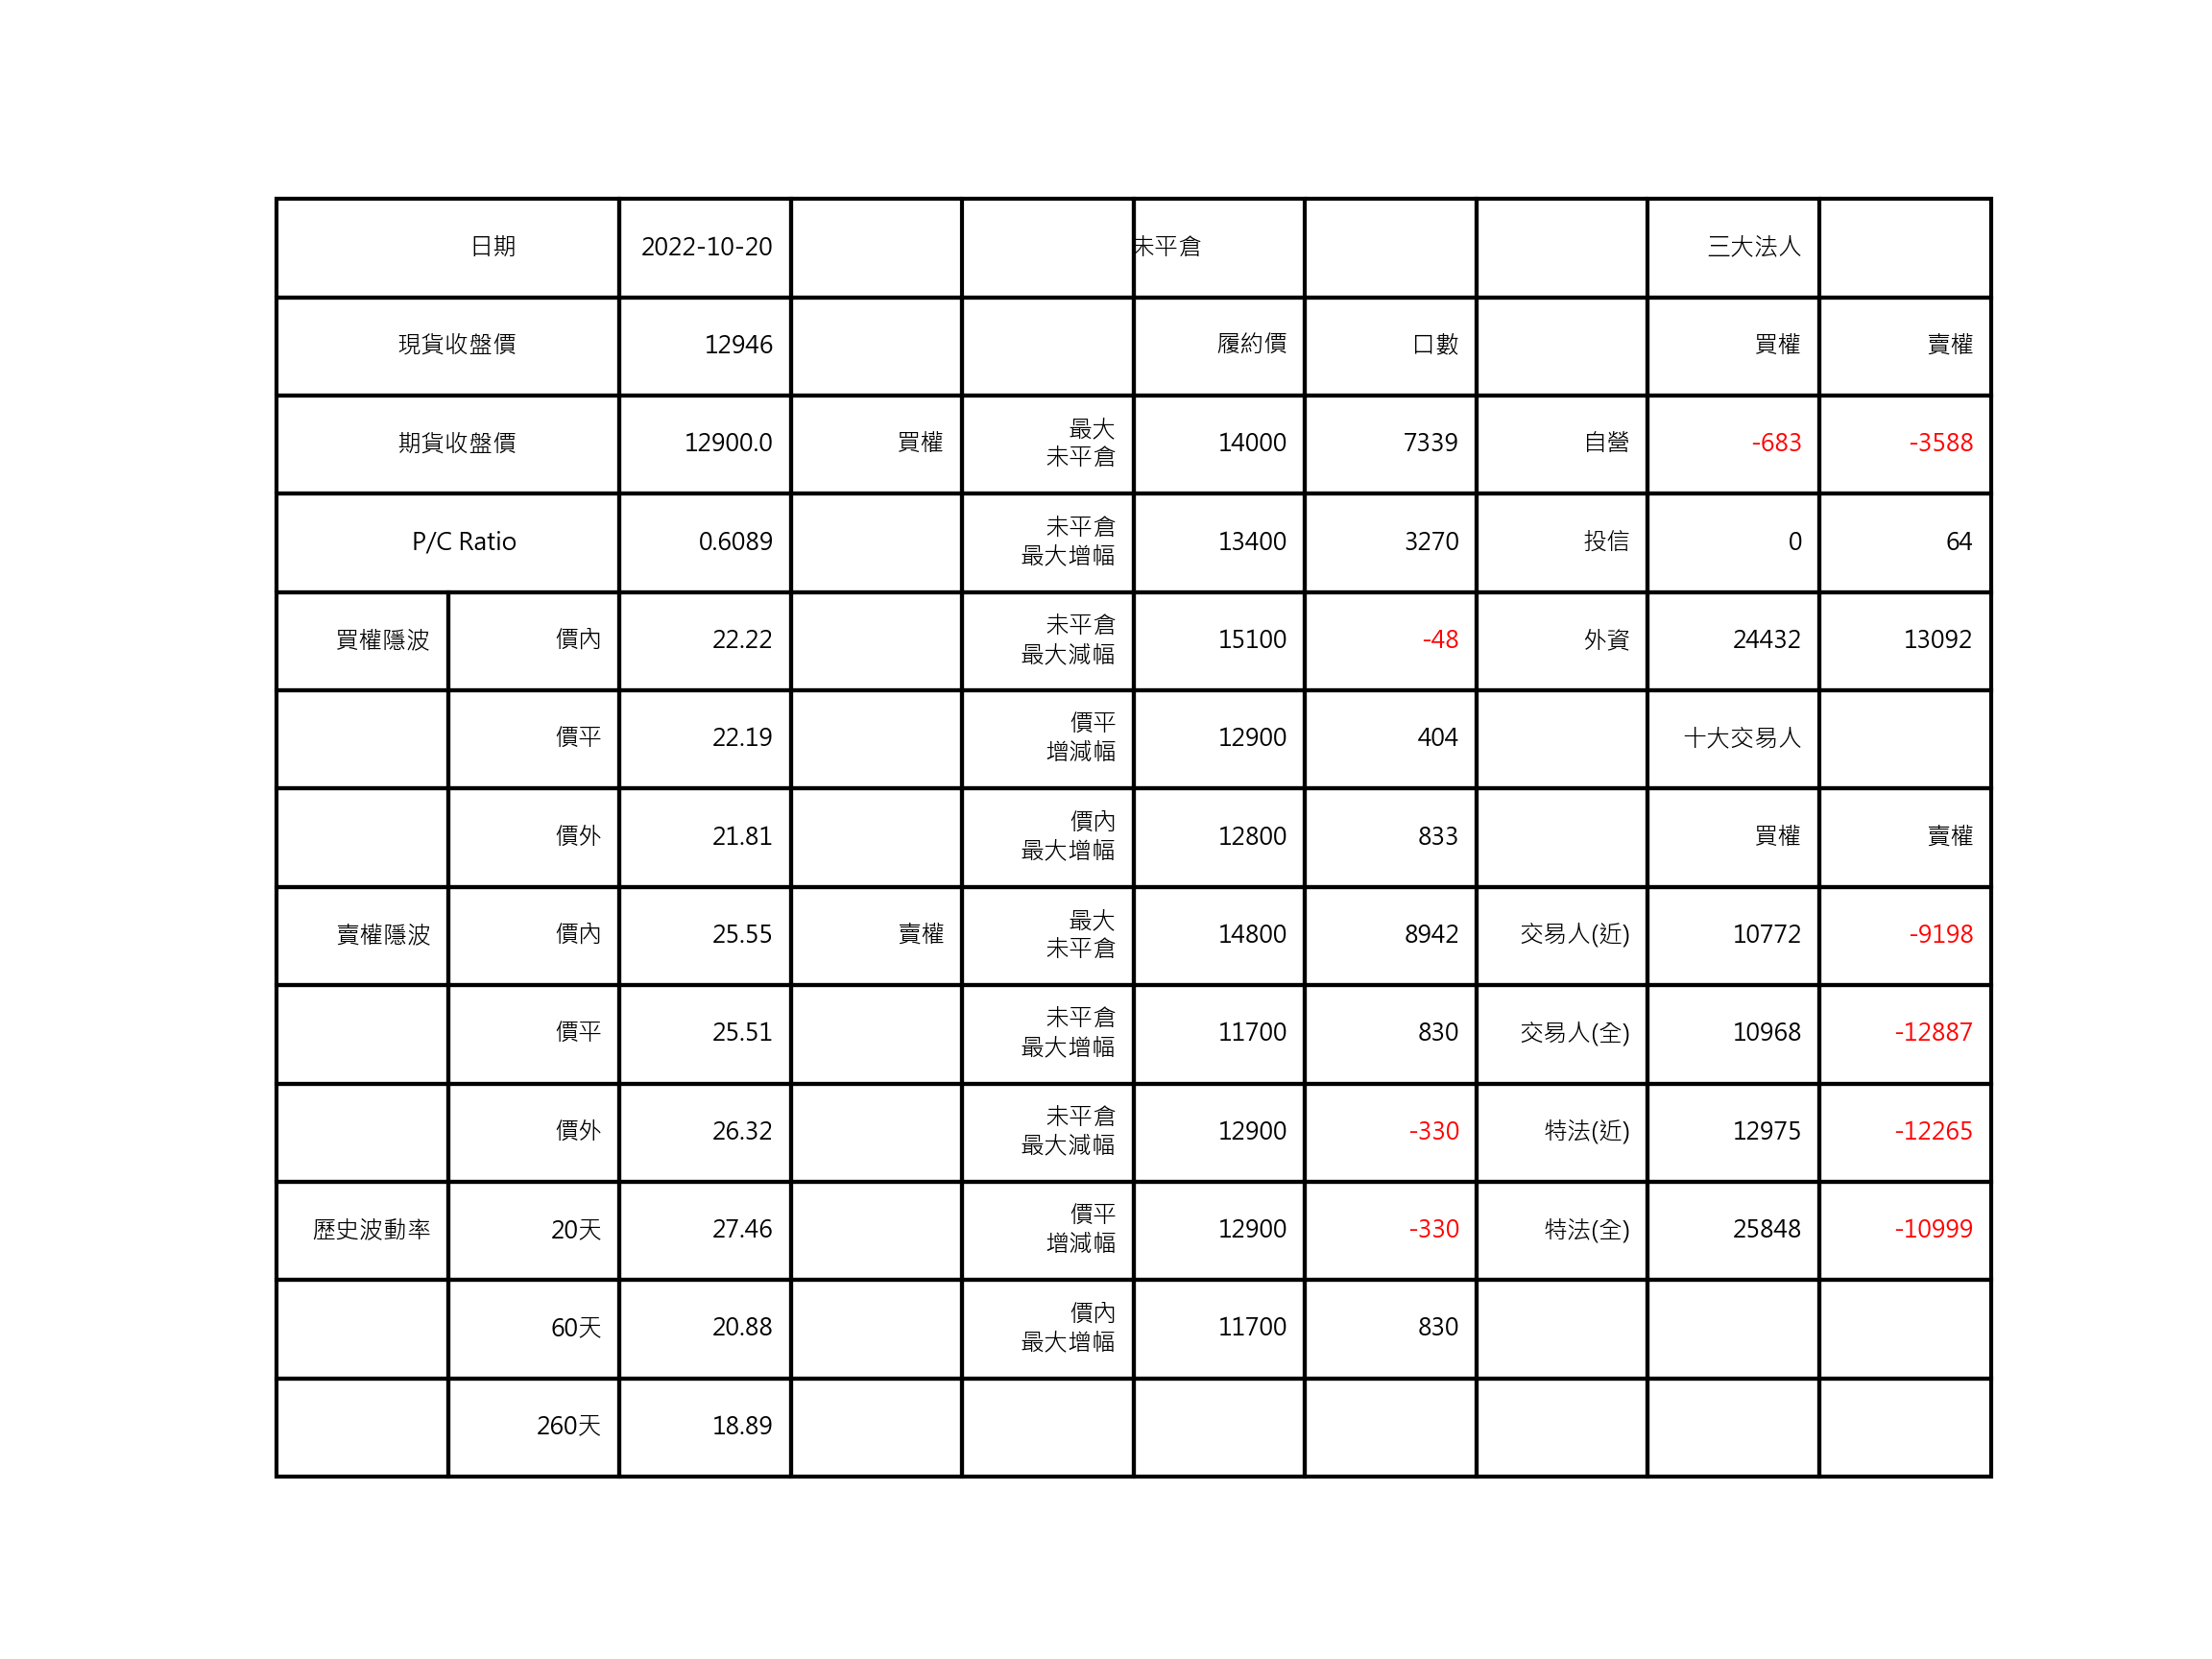 日期 2022-10-20 未平倉 三大法人
現貨收盤價 12946 履約價 口數 買權 賣權
期貨收盤價 12900.0 買權 最大 未平倉 14000 7339 自營 -683 -3588
P/C Ratio 0.6089 未平倉 最大增幅 13400 3270 投信 0 64
買權隱波 價內 22.22 未平倉 最大減幅 15100 -48 外資 24432 13092
價平 22.19 價平 增減幅 12900 404 十大交易人
價外 21.81 價內 最大增幅 12800 833 買權 賣權
賣權隱波 價內 25.55 賣權 最大 未平倉 14800 8942 交易人(近) 10772 -9198
價平 25.51 未平倉 最大增幅 11700 830 交易人(全) 10968 -12887
價外 26.32 未平倉 最大減幅 12900 -330 特法(近) 12975 -12265
歷史波動率 20天 27.46 價平 增減幅 12900 -330 特法(全) 25848 -10999
60天 20.88 價內 最大增幅 11700 830
260天 18.89